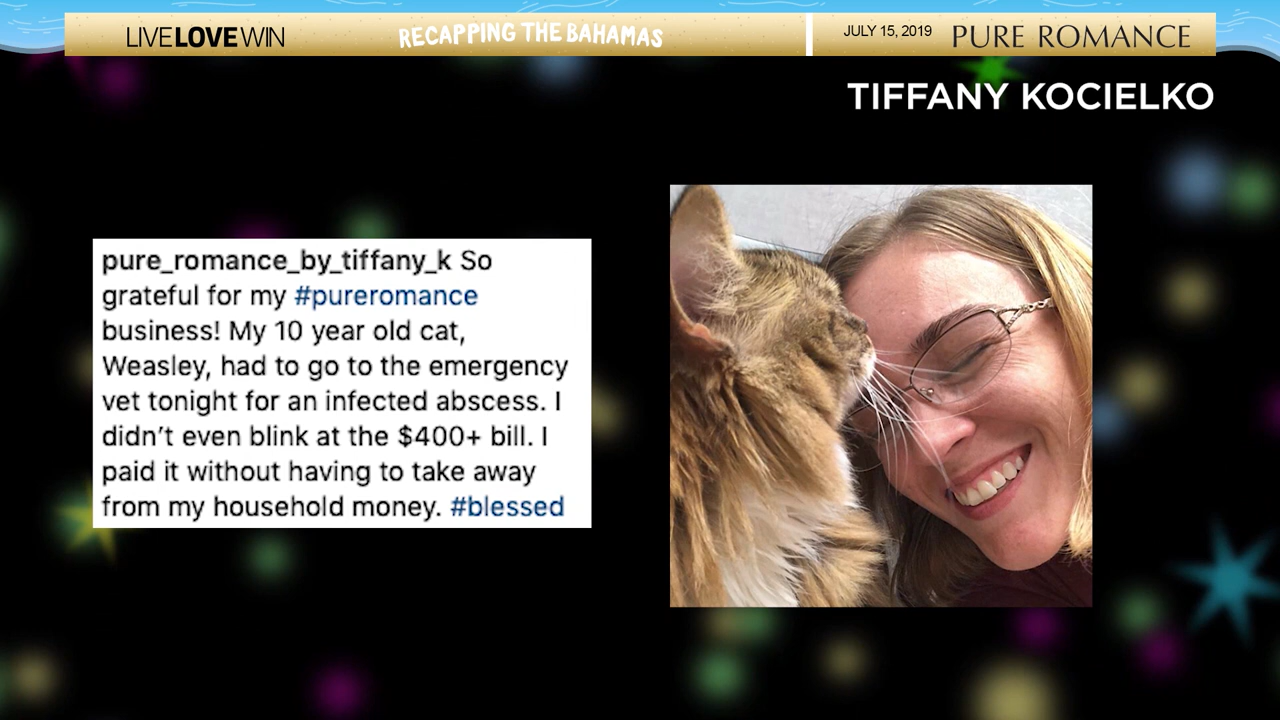 LIVELOVEWIN
RECAPPING THE BAHAMAS
JULY 15, 2019
PURE ROMANCE
TIFFANY KOCIELKO
pure_romance_by_tiffany_k So
grateful for my #pureromance
business! My 10 year old cat,
Weasley, had to go to the emergency
vet tonight for an infected abscess. I
didn't even blink at the $400+ bill. I
paid it without having to take away
from my household money. #blessed